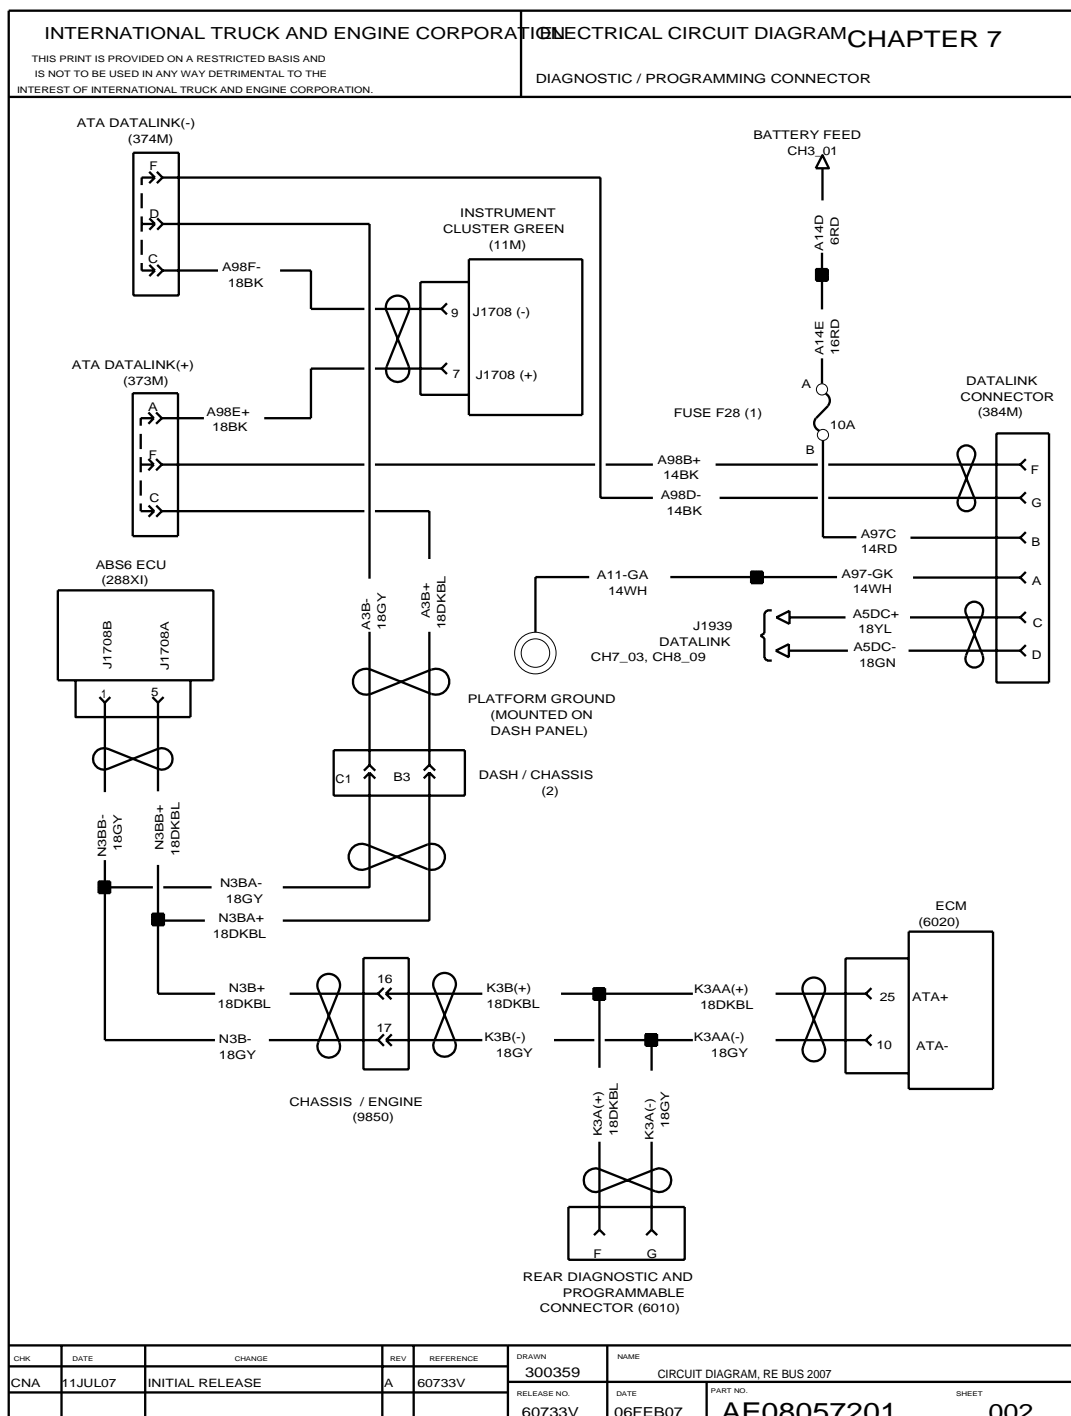 INTERNATIONAL TRUCK AND ENGINE CORPORATION
ELECTRICAL CIRCUIT DIAGRAM
CHAPTER 7
THIS PRINT IS PROVIDED ON A RESTRICTED BASIS AND
IS NOT TO BE USED IN ANY WAY DETRIMENTAL TO THE
INTEREST OF INTERNATIONAL TRUCK AND ENGINE CORPORATION.
DIAGNOSTIC / PROGRAMMING CONNECTOR
ATA DATALINK(-)
(374M)
F
D
C
A98F-
18BK
INSTRUMENT
CLUSTER GREEN
(11M)
9
J1708 (-)
7
J1708 (+)
BATTERY FEED
CH3_01
A14D
6RD
A14E
16RD
A
FUSE F28 (1)
10A
B
ATA DATALINK(+)
(373M)
A
F
C
A98E+
18BK
DATALINK
CONNECTOR
(384M)
A98B+
14BK
F
A98D-
14BK
G
A97C
14RD
B
A11-GA
14WH
A97-GK
14WH
A
A5DC+
18YL
C
A5DC-
18GN
D
J1939
DATALINK
CH7_03, CH8_09
PLATFORM GROUND
(MOUNTED ON
DASH PANEL)
ABS6 ECU
(288XI)
J1708B
J1708A
1
5
A3B-
18GY
A3B+
18DKBL
C1
B3
DASH / CHASSIS
(2)
N3BB-
18GY
N3BB+
18DKBL
N3BA-
18GY
N3BA+
18DKBL
ECM
(6020)
N3B+
18DKBL
16
K3B(+)
18DKBL
K3AA(+)
18DKBL
25
ATA+
N3B-
18GY
17
K3B(-)
18GY
K3AA(-)
18GY
10
ATA-
CHASSIS / ENGINE
(9850)
K3A(+)
18DKBL
K3A(-)
18GY
F
G
REAR DIAGNOSTIC AND
PROGRAMMABLE
CONNECTOR (6010)
CHK
DATE
CHANGE
REV
REFERENCE
DRAWN
300359
NAME
CIRCUIT DIAGRAM, RE BUS 2007
CNA
11JUL07
INITIAL RELEASE
A
60733V
RELEASE NO.
60733V
DATE
06FEB07
PART NO.
AE08057201
SHEET
002